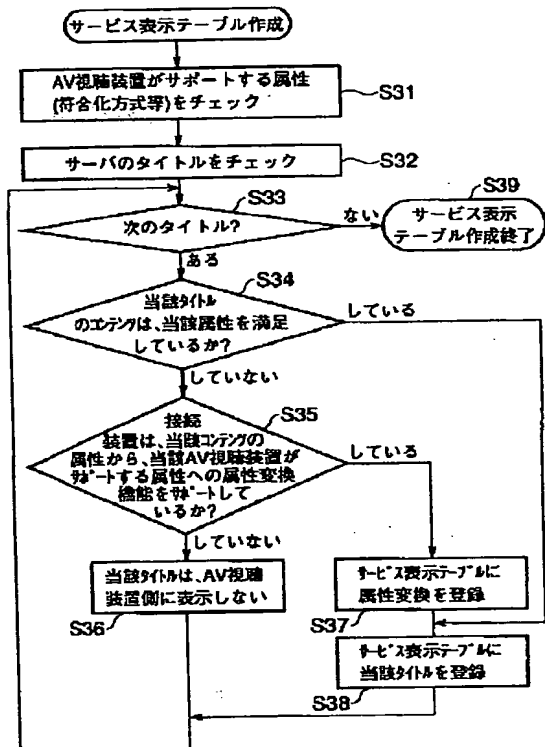 サービス表示テーブル作成
AV視聴装置がサポートする属性
(符合化方式等)をチェック
S31
サーバのタイトルをチェック
S32
S33
次のタイトル?
ない
S39
サービス表示
テーブル作成終了
ある
S34
当該ﾀｲﾄﾙ
のｺﾝﾃﾝﾂは、当該属性を満足
しているか?
している
していない
S35
接続
装置は、当該ｺﾝﾃﾝﾂの
属性から、当該AV視聴装置が
ｻﾎﾟｰﾄする属性への属性変換
機能をｻﾎﾟｰﾄして
いるか?
している
していない
当該ﾀｲﾄﾙは、AV視聴
装置側に表示しない
S36
ｻｰﾋﾞｽ表示テーブルに
属性変換を登録
S37
ｻｰﾋﾞｽ表示テーブルに
当該ﾀｲﾄﾙを登録
S38